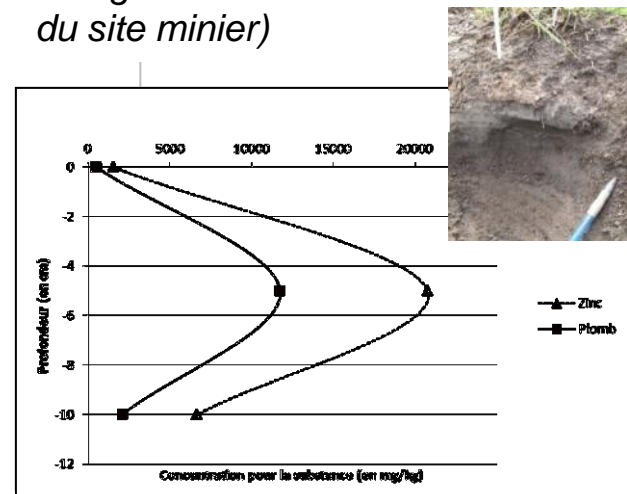 du site minier)
0 5000 10000 15000 20000
0
-2
-4
-6
-8
-10
-12
Profondeur (en cm)
Zinc
Plomb
Concentration pour la substance (en mg/kg)